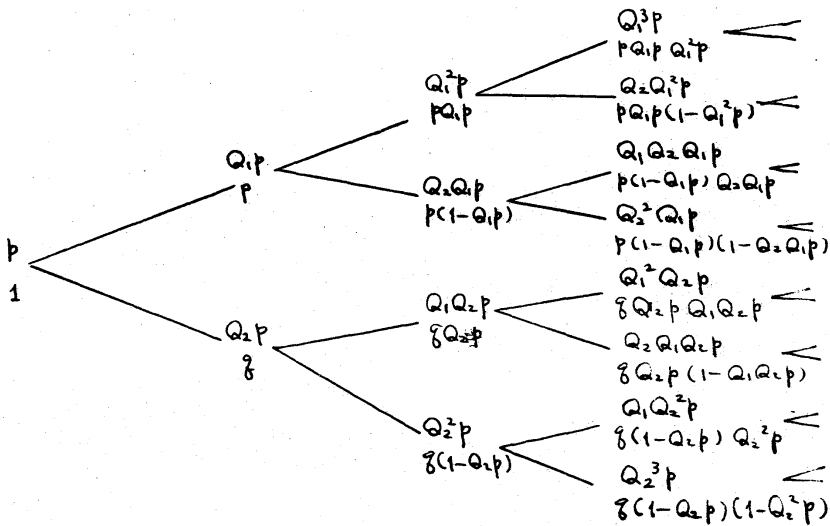 Q₁³p
pQ₁p Q₁²p
Q₁²p
pQ₁p
Q₂Q₁²p
pQ₁p(1-Q₁²p)
Q₁p
p
Q₂Q₁p
p(1-Q₁p)
Q₁Q₂Q₁p
p(1-Q₁p)Q₂Q₁p
Q₂²Q₁p
p(1-Q₁p)(1-Q₂Q₁p)
p
1
Q₂p
q
Q₁Q₂p
qQ₂p
Q₁²Q₂p
qQ₂p Q₁Q₂p
Q₂Q₁Q₂p
qQ₂p(1-Q₁Q₂p)
Q₂²p
q(1-Q₂p)
Q₁Q₂²p
q(1-Q₂p) Q₂²p
Q₂³p
q(1-Q₂p)(1-Q₂²p)